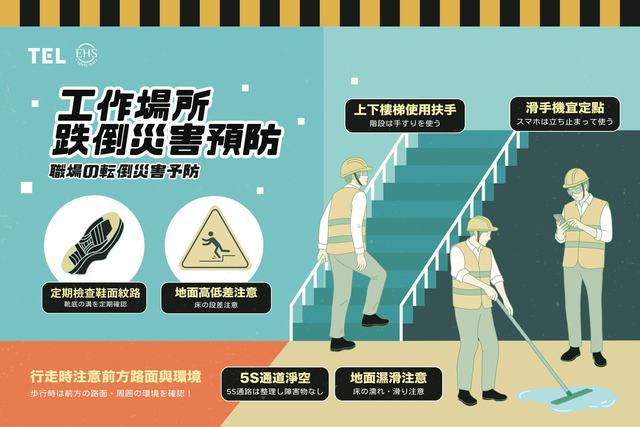 TEL EHS
工作場所
跌倒災害預防
職場の転倒災害予防
上下樓梯使用扶手
階段は手すりを使う
滑手機宜定點
スマホは立ち止まって使う
定期檢查鞋面紋路
靴底の溝を定期確認
地面高低差注意
床の段差注意
行走時注意前方路面與環境
歩行時は前方の路面・周囲の環境を確認！
5S通道淨空
5S通路は整理し障害物なし
地面濕滑注意
床の濡れ・滑り注意